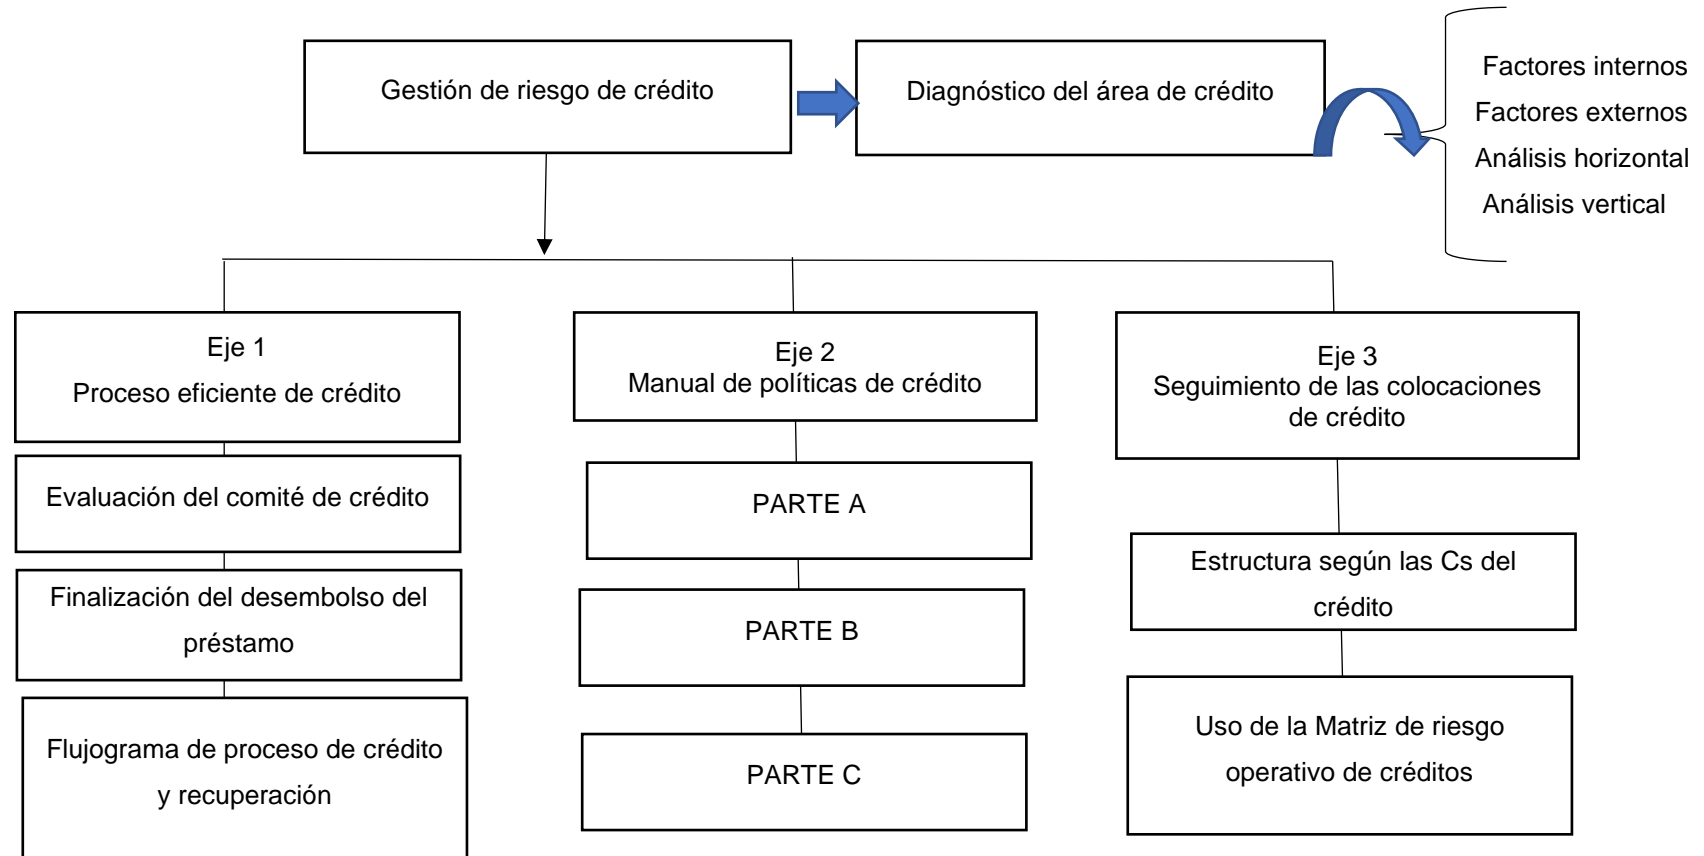 Gestión de riesgo de crédito
Diagnóstico del área de crédito
Factores internos
Factores externos
Análisis horizontal
Análisis vertical
Eje 1
Proceso eficiente de crédito
Evaluación del comité de crédito
Finalización del desembolso del
préstamo
Flujograma de proceso de crédito
y recuperación
Eje 2
Manual de políticas de crédito
PARTE A
PARTE B
PARTE C
Eje 3
Seguimiento de las colocaciones
de crédito
Estructura según las Cs del
crédito
Uso de la Matriz de riesgo
operativo de créditos